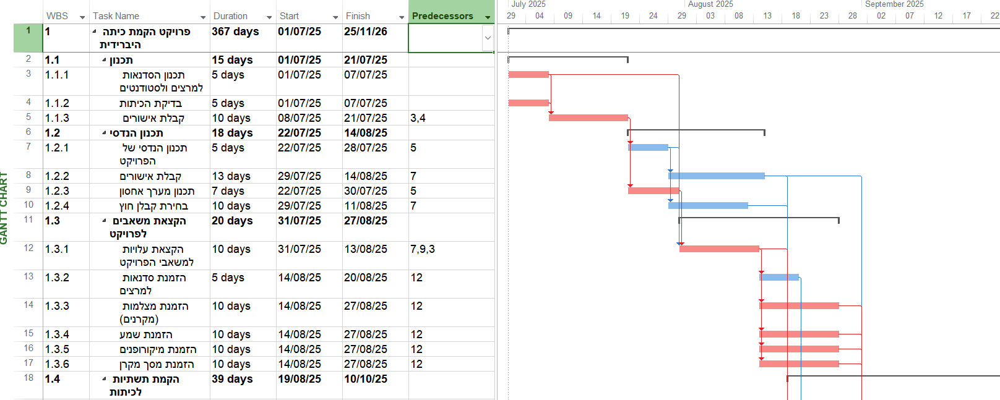 July 2025 August 2025 September 2025
WBS Task Name Duration Start Finish Predecessors 29 04 09 14 19 24 29 03 08 13 18 23 28 02 07 12 17 22
1 1 פרויקט הקמת כיתה 367 days 01/07/25 25/11/26
היברידית
2 1.1 תכנון 15 days 01/07/25 21/07/25
3 1.1.1 תכנון הסדנאות 5 days 01/07/25 07/07/25
למרצים ולסטודנטים
4 1.1.2 בדיקת הכיתות 5 days 01/07/25 07/07/25
5 1.1.3 קבלת אישורים 10 days 08/07/25 21/07/25 3,4
6 1.2 תכנון הנדסי 18 days 22/07/25 14/08/25
7 1.2.1 תכנון הנדסי של 5 days 22/07/25 28/07/25 5
הפרויקט
8 1.2.2 קבלת אישורים 13 days 29/07/25 14/08/25 7
9 1.2.3 תכנון מערך אחסון 7 days 22/07/25 30/07/25 5
10 1.2.4 בחירת קבלן חוץ 10 days 29/07/25 11/08/25 7
11 1.3 הקצאת משאבים 20 days 31/07/25 27/08/25
לפרויקט
12 1.3.1 הקצאת עלויות 10 days 31/07/25 13/08/25 7,9,3
למשאבי הפרויקט
13 1.3.2 הזמנת סדנאות 5 days 14/08/25 20/08/25 12
למרצים
14 1.3.3 הזמנת מצלמות 10 days 14/08/25 27/08/25 12
(מקרנים)
15 1.3.4 הזמנת שמע 10 days 14/08/25 27/08/25 12
16 1.3.5 הזמנת מיקורופנים 10 days 14/08/25 27/08/25 12
17 1.3.6 הזמנת מסך מקרן 10 days 14/08/25 27/08/25 12
18 1.4 הקמת תשתיות 39 days 19/08/25 10/10/25
לכיתות
GANTT CHART